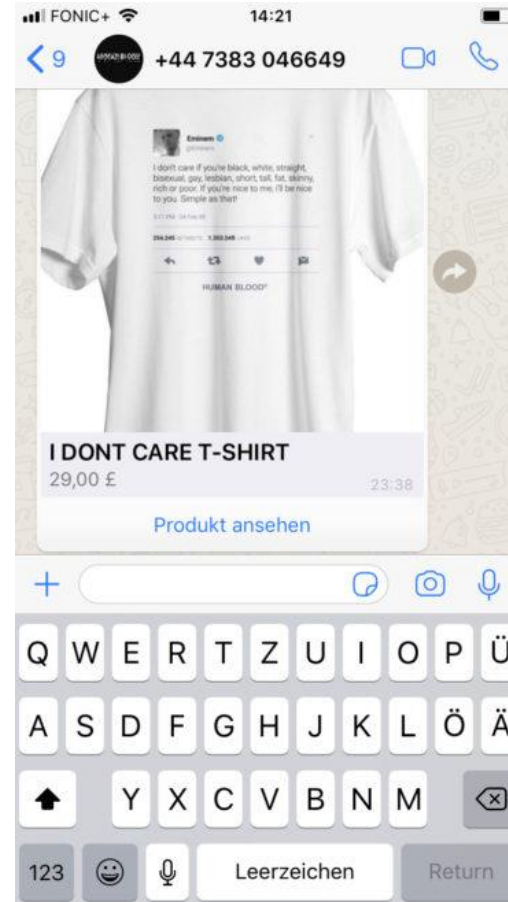 FONIC+
14:21
9
+44 7383 046649
Eminem
I don't care if you're black, white, straight,
bisexual, gay, lesbian, short, tall, fat, skinny,
rich or poor. If you're nice to me, i'll be nice
to you. Simple as that!
HUMAN BLOOD®
I DONT CARE T-SHIRT
29,00 £
23:38
Produkt ansehen
Q W E R T Z U I O P Ü
A S D F G H J K L Ö Ä
Y X C V B N M
123
Leerzeichen
Return